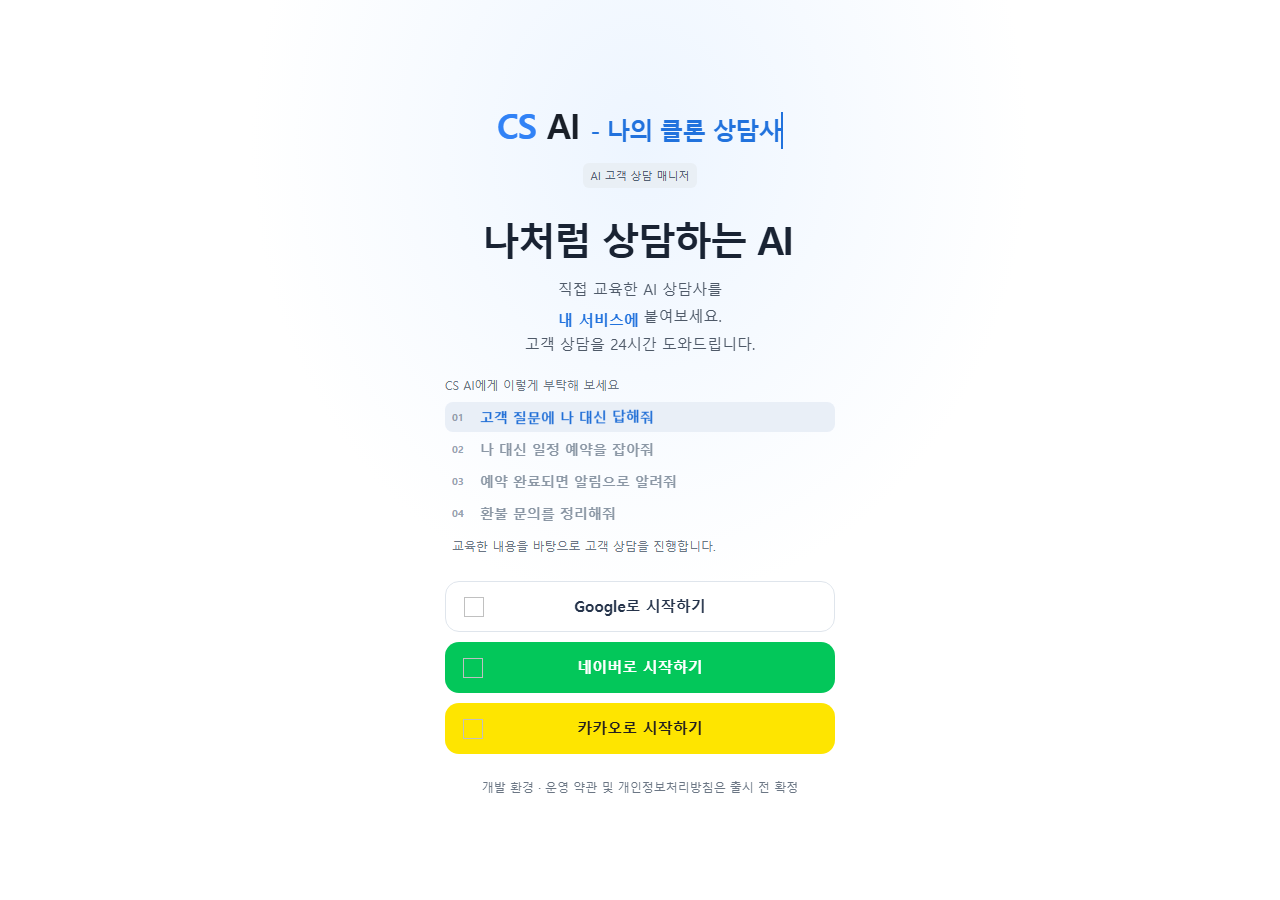 CS AI - 나의 클론 상담사
AI 고객 상담 매니저
나처럼 상담하는 AI
직접 교육한 AI 상담사를
내 서비스에 붙여보세요.
고객 상담을 24시간 도와드립니다.
CS AI에게 이렇게 부탁해 보세요
01 고객 질문에 나 대신 답해줘
02 나 대신 일정 예약을 잡아줘
03 예약 완료되면 알림으로 알려줘
04 환불 문의를 정리해줘
교육한 내용을 바탕으로 고객 상담을 진행합니다.
Google로 시작하기
네이버로 시작하기
카카오로 시작하기
개발 환경 · 운영 약관 및 개인정보처리방침은 출시 전 확정